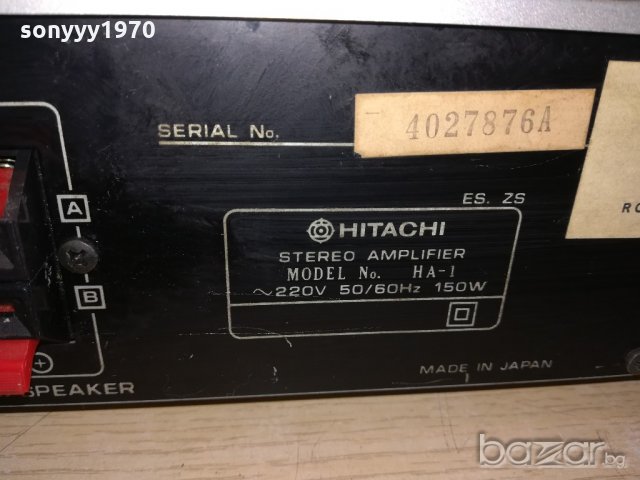 sonyyy1970
SERIAL No.
4027876A
ES. ZS
RO
A
HITACHI
STEREO AMPLIFIER
MODEL No. HA-1
~220V 50/60Hz 150W
B
MADE IN JAPAN
SPEAKER
bazar.bg